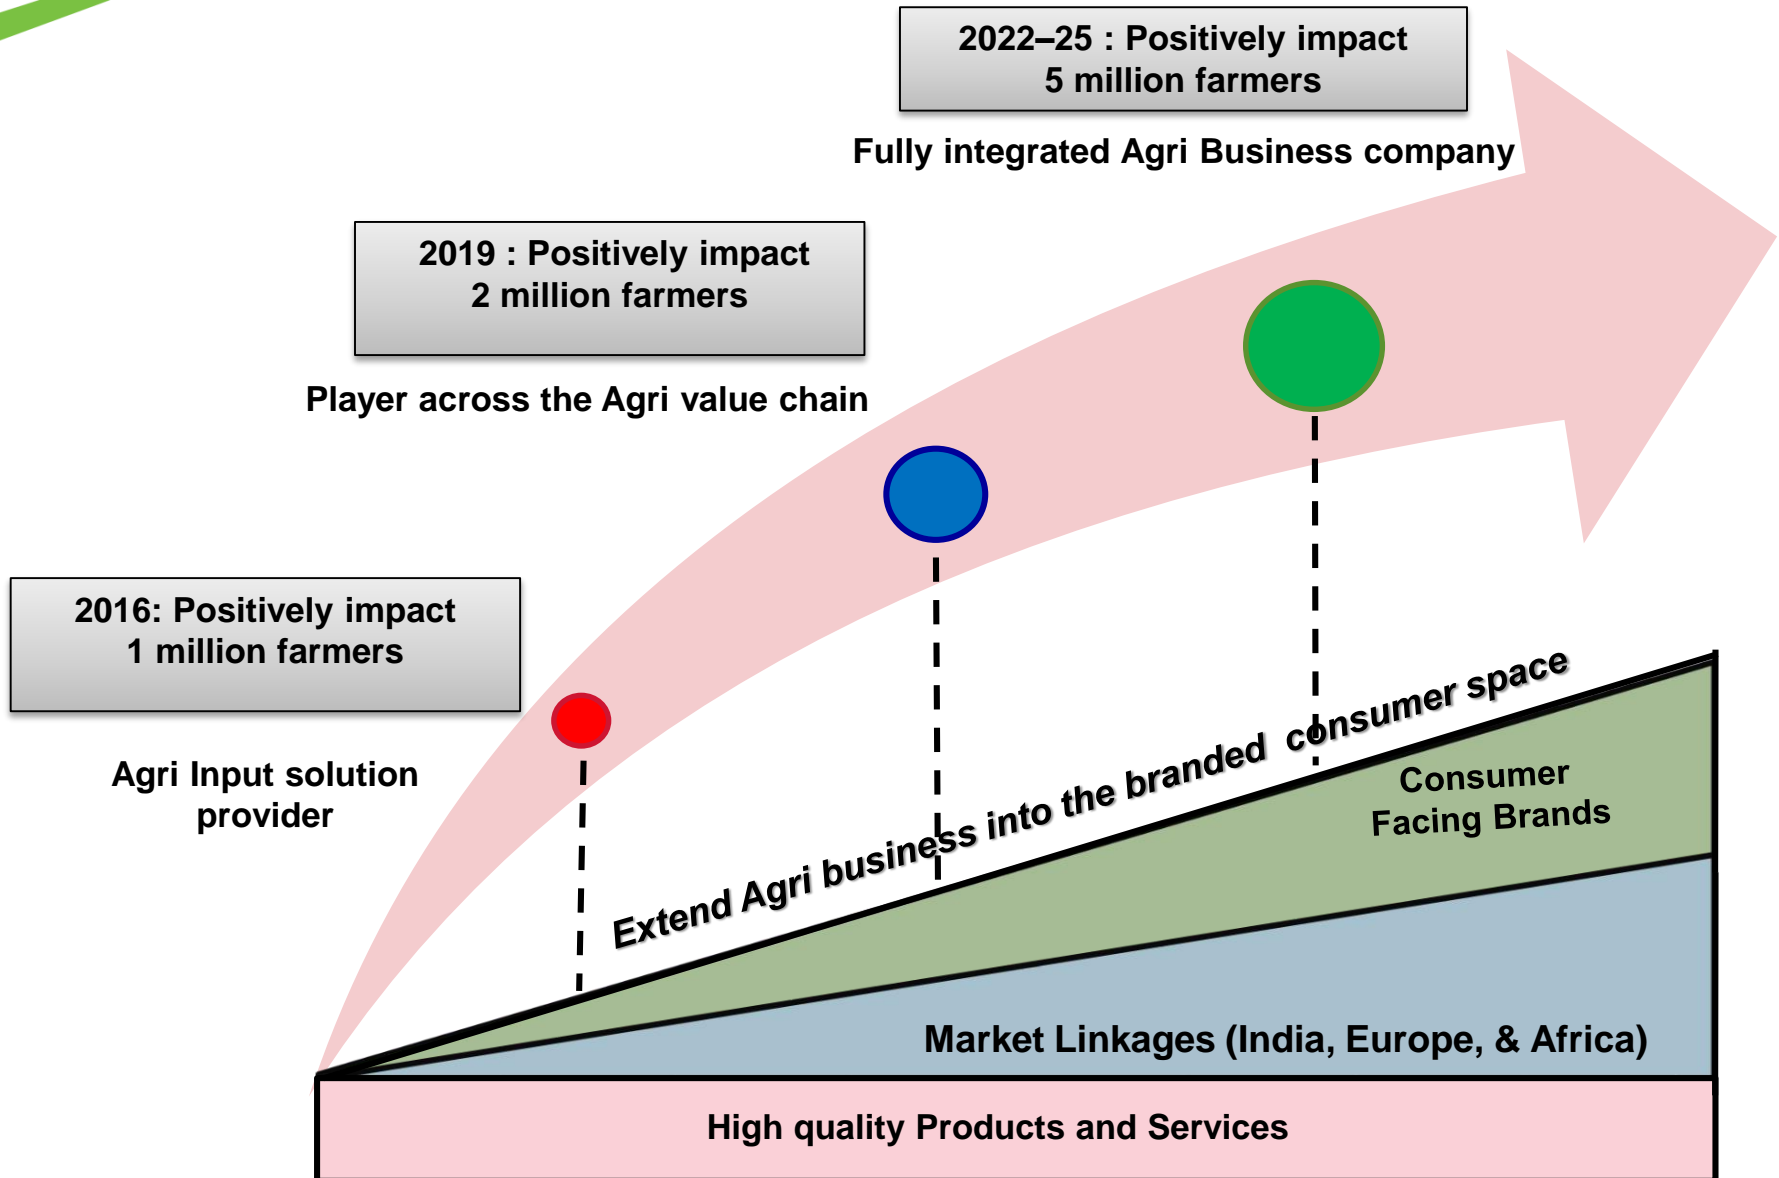 2022–25 : Positively impact
5 million farmers
Fully integrated Agri Business company
2019 : Positively impact
2 million farmers
Player across the Agri value chain
2016: Positively impact
1 million farmers
Agri Input solution
provider
Extend Agri business into the branded consumer space
Consumer
Facing Brands
Market Linkages (India, Europe, & Africa)
High quality Products and Services